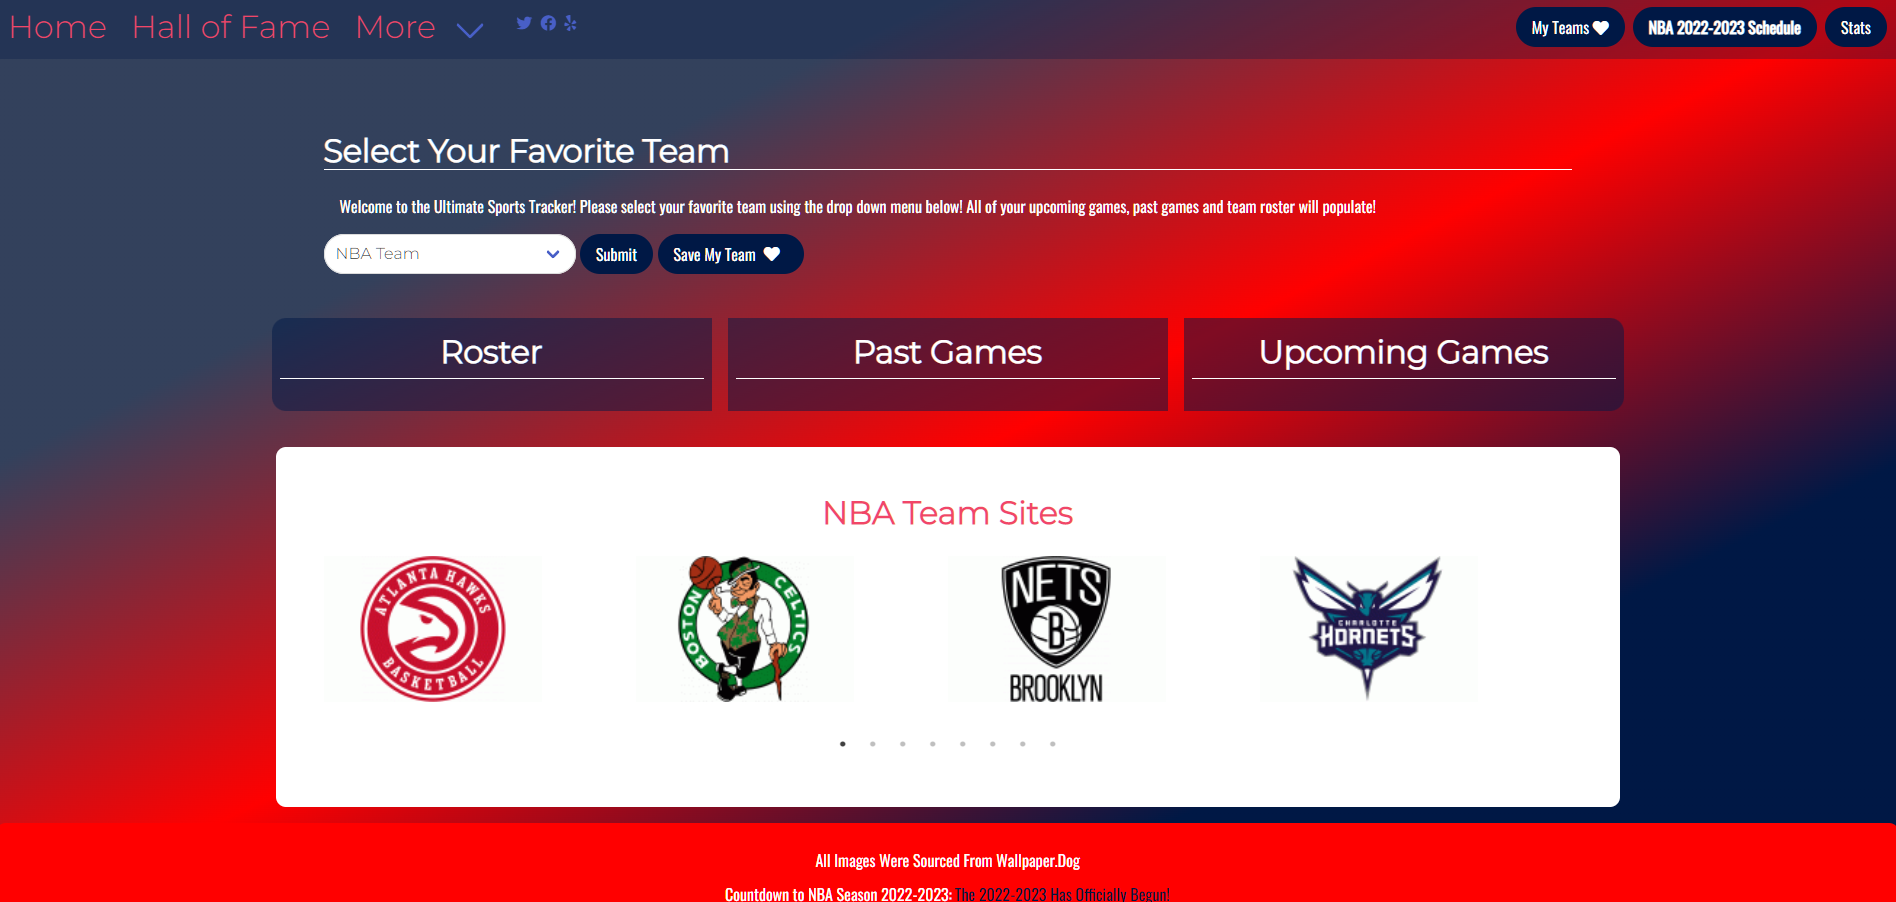 Home Hall of Fame More My Teams NBA 2022-2023 Schedule Stats
Select Your Favorite Team
Welcome to the Ultimate Sports Tracker! Please select your favorite team using the drop down menu below! All of your upcoming games, past games and team roster will populate!
NBA Team Submit Save My Team
Roster Past Games Upcoming Games
NBA Team Sites
ATLANTA HAWKS
BASKETBALL
BOSTON CELTICS
NETS
B
BROOKLYN
CHARLOTTE
HORNETS
All Images Were Sourced From Wallpaper.Dog
Countdown to NBA Season 2022-2023: The 2022-2023 Has Officially Begun!